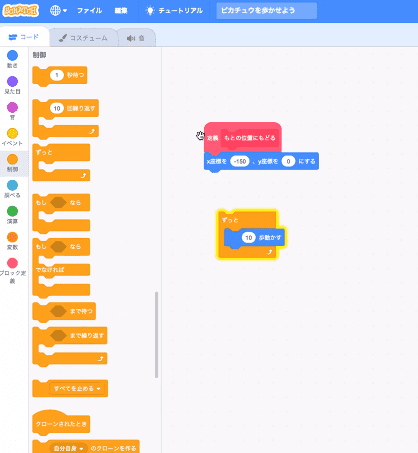 SCRATCH
ファイル
編集
チュートリアル
ピカチュウを歩かせよう
コード
コスチューム
音
動き
見た目
音
イベント
制御
調べる
演算
変数
ブロック定義
制御
1 秒待つ
10 回繰り返す
ずっと
もし なら
もし なら
でなければ
まで待つ
まで繰り返す
すべてを止める
クローンされたとき
自分自身 のクローンを作る
定義 もとの位置にもどる
x座標を -150 、y座標を 0 にする
ずっと
10 歩動かす